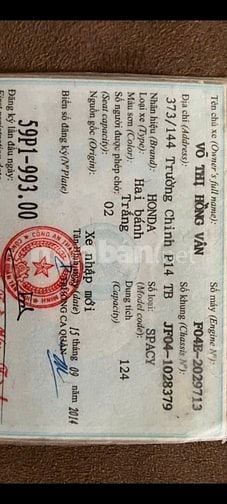 Tên chủ xe (Owner's full name): Số máy (Engine Nº):
VÕ THỊ HỒNG VÂN F04E-2029713
Địa chỉ (Address): Số khung (Chassis Nº):
373/144 Trường Chinh P14 TB JF04-1028379
Nhãn hiệu (Brand): HONDA Số loại: SPACY
Loại xe (Type): Hai bánh (Model code):
Màu sơn (Color): Trắng Dung tích 124
Số người được phép chở: 02 (Capacity)
(Seat capacity):
Nguồn gốc (Origin): Xe nhập mới
15 tháng 09 2014
Biển số đăng ký (Nº Plate)
59P1-993.00
Đăng ký lần đầu ngày: